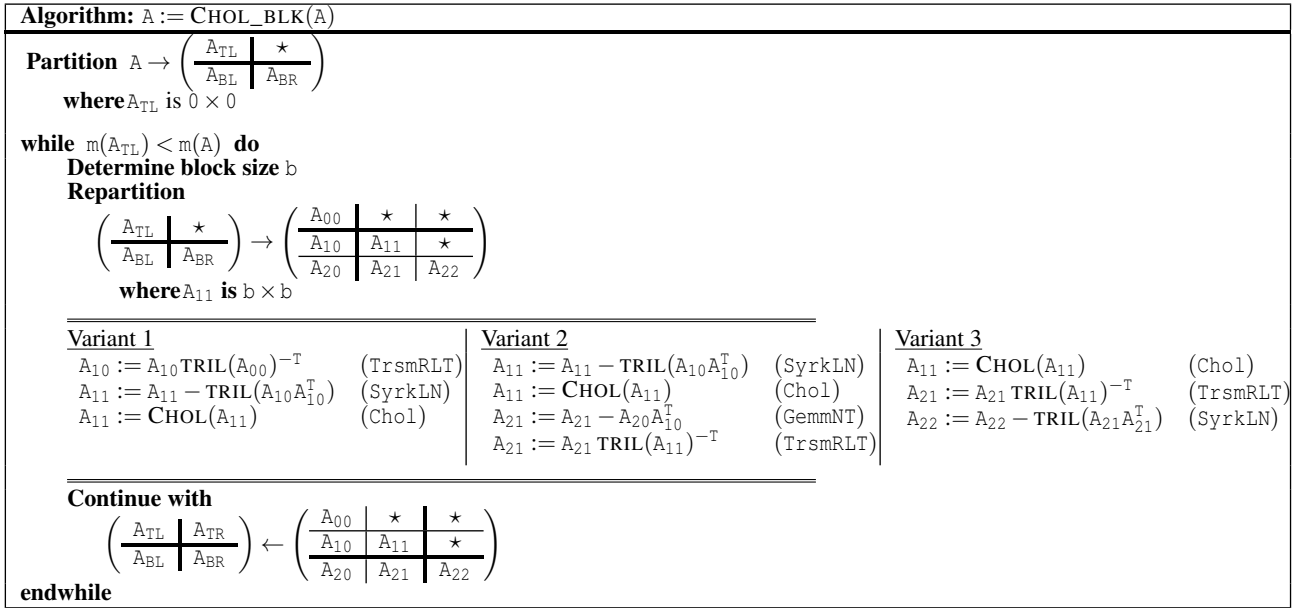 Algorithm: A := CHOL_BLK(A)
Partition A → ( A_TL | ⋆ / A_BL | A_BR )
where A_TL is 0 × 0
while m(A_TL) < m(A) do
Determine block size b
Repartition
( A_TL | ⋆ / A_BL | A_BR ) → ( A_00 | ⋆ | ⋆ / A_10 | A_11 | ⋆ / A_20 | A_21 | A_22 )
where A_11 is b × b
Variant 1
A_10 := A_10 TRIL(A_00)^−T (TrsmRLT)
A_11 := A_11 − TRIL(A_10 A_10^T) (SyrkLN)
A_11 := CHOL(A_11) (Chol)
Variant 2
A_11 := A_11 − TRIL(A_10 A_10^T) (SyrkLN)
A_11 := CHOL(A_11) (Chol)
A_21 := A_21 − A_20 A_10^T (GemmNT)
A_21 := A_21 TRIL(A_11)^−T (TrsmRLT)
Variant 3
A_11 := CHOL(A_11) (Chol)
A_21 := A_21 TRIL(A_11)^−T (TrsmRLT)
A_22 := A_22 − TRIL(A_21 A_21^T) (SyrkLN)
Continue with
( A_TL | A_TR / A_BL | A_BR ) ← ( A_00 | ⋆ | ⋆ / A_10 | A_11 | ⋆ / A_20 | A_21 | A_22 )
endwhile